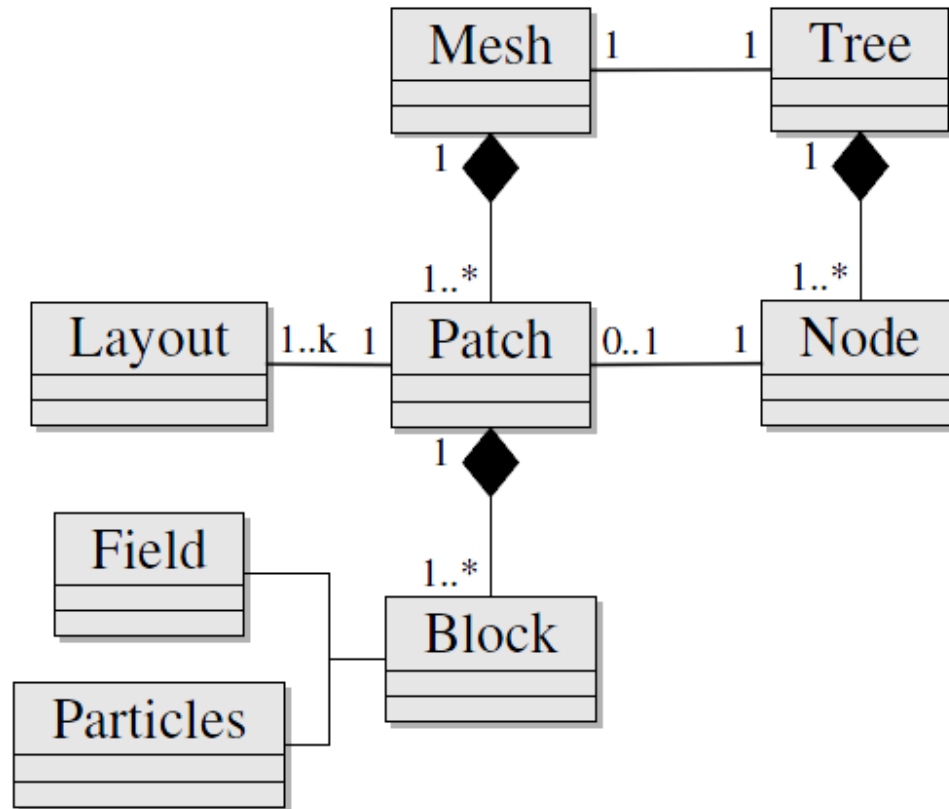 Mesh
1
1
Tree
1
1
1..*
1..*
Layout
1..k
1
Patch
0..1
1
Node
1
Field
1..*
Block
Particles